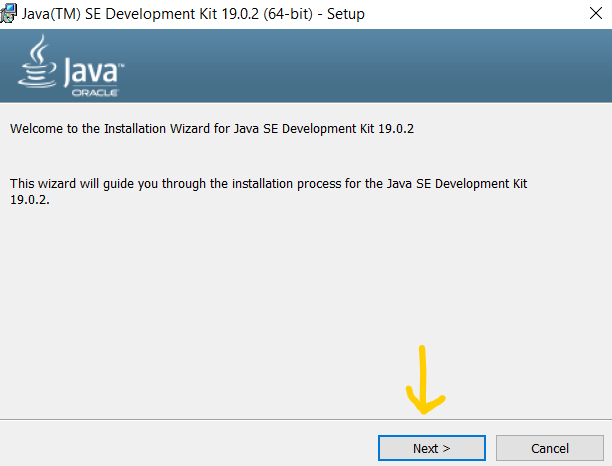 Java(TM) SE Development Kit 19.0.2 (64-bit) - Setup
Java™
ORACLE
Welcome to the Installation Wizard for Java SE Development Kit 19.0.2
This wizard will guide you through the installation process for the Java SE Development Kit
19.0.2.
Next > Cancel